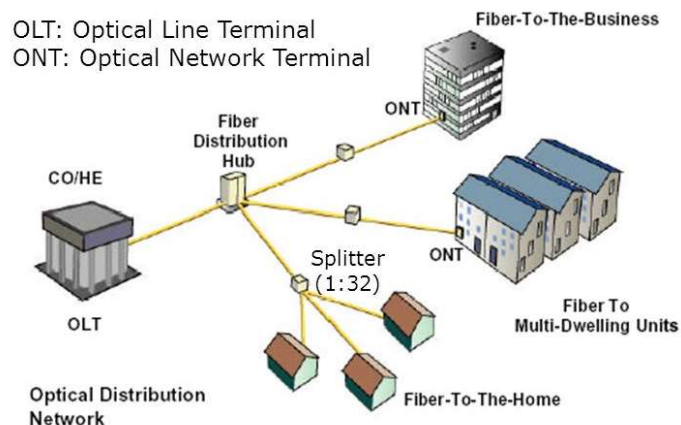 OLT: Optical Line Terminal
ONT: Optical Network Terminal
Fiber-To-The-Business
ONT
Fiber
Distribution
Hub
CO/HE
OLT
Splitter
(1:32)
ONT
Fiber To
Multi-Dwelling Units
Fiber-To-The-Home
Optical Distribution
Network